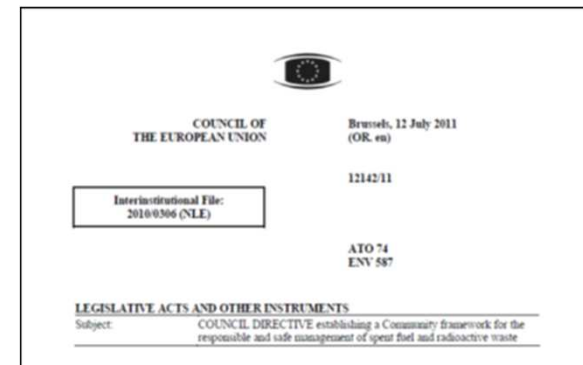 COUNCIL OF
THE EUROPEAN UNION
Brussels, 12 July 2011
(OR. en)
12142/11
Interinstitutional File:
2010/0306 (NLE)
ATO 74
ENV 587
LEGISLATIVE ACTS AND OTHER INSTRUMENTS
Subject: COUNCIL DIRECTIVE establishing a Community framework for the
responsible and safe management of spent fuel and radioactive waste